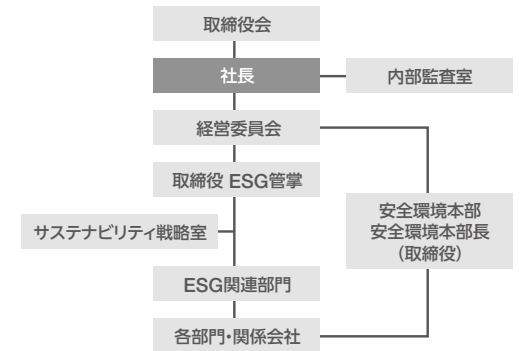 取締役会
社長
内部監査室
経営委員会
取締役 ESG管掌
安全環境本部
安全環境本部長
（取締役）
サステナビリティ戦略室
ESG関連部門
各部門・関係会社